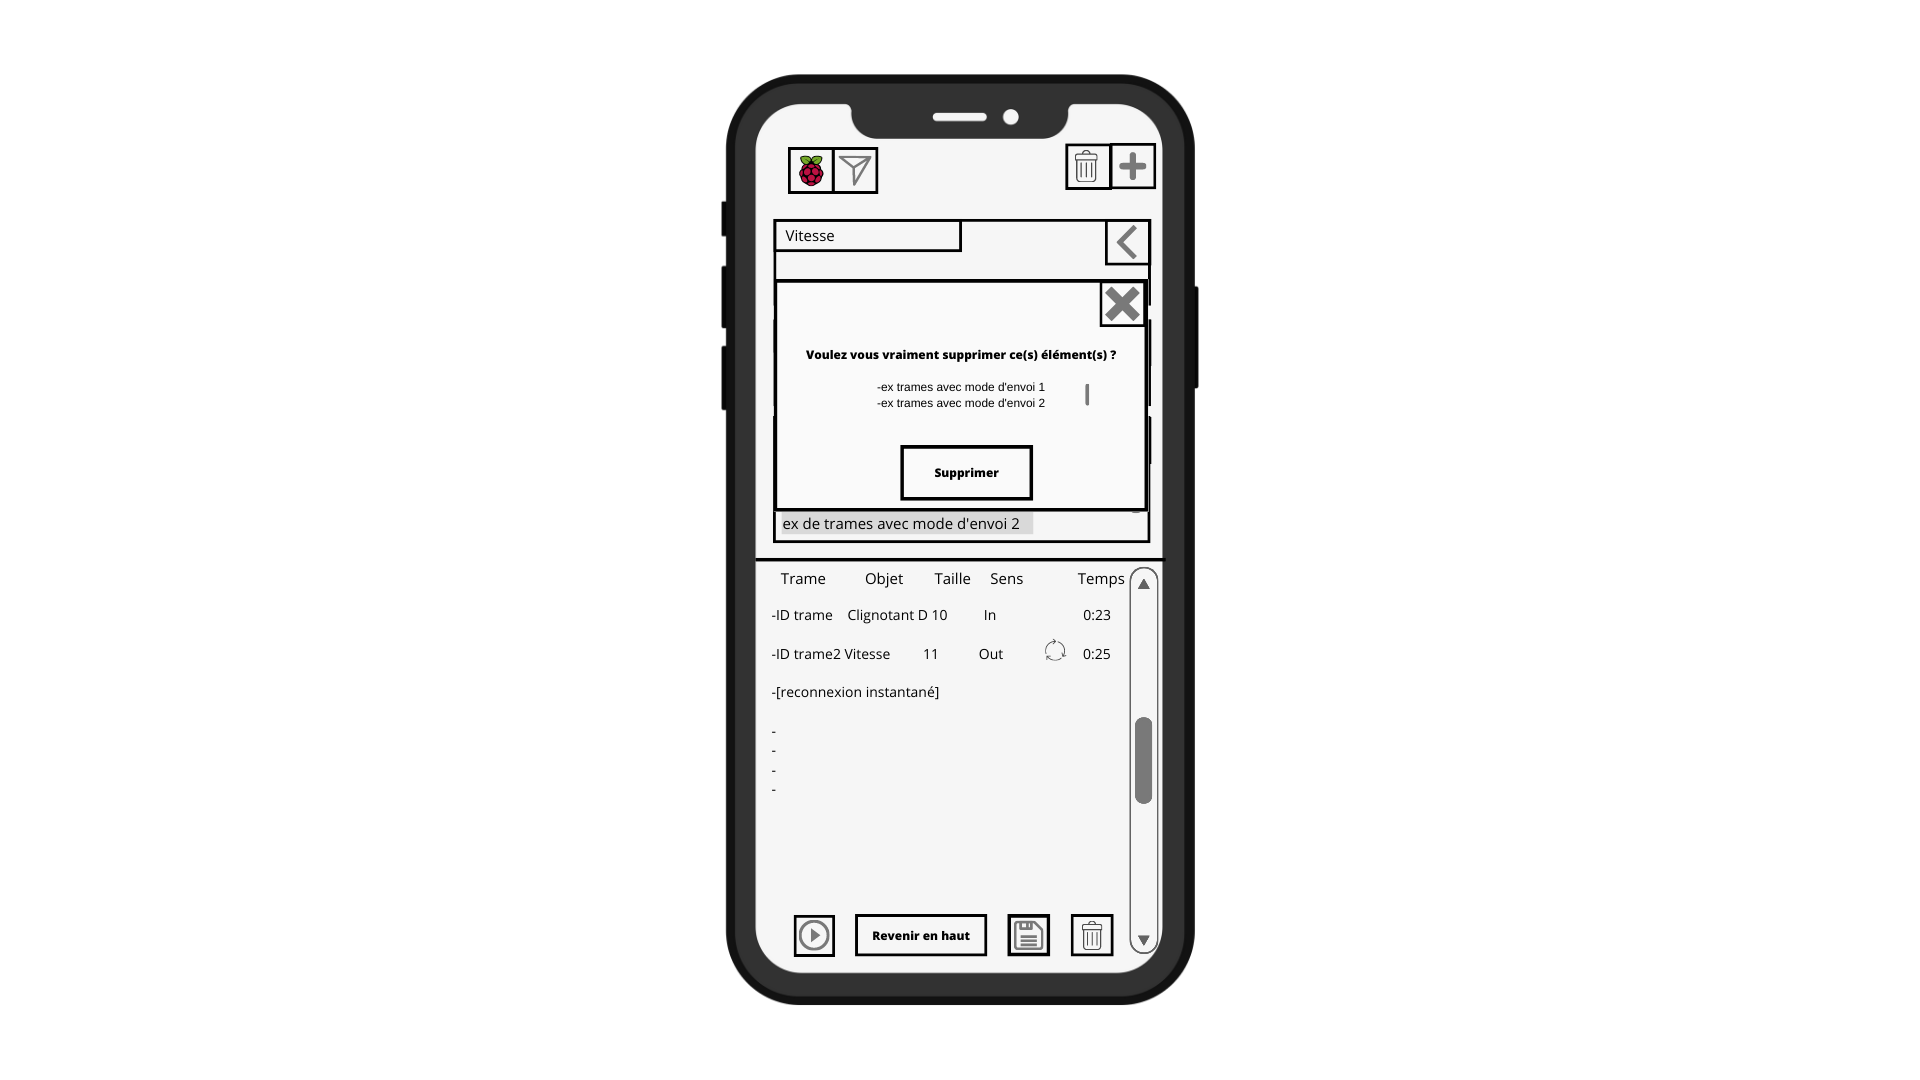 Vitesse
Voulez vous vraiment supprimer ce(s) élément(s) ?
-ex trames avec mode d'envoi 1
-ex trames avec mode d'envoi 2
Supprimer
ex de trames avec mode d'envoi 2
Trame Objet Taille Sens Temps
-ID trame Clignotant D 10 In 0:23
-ID trame2 Vitesse 11 Out 0:25
-[reconnexion instantané]
-
-
-
-
Revenir en haut